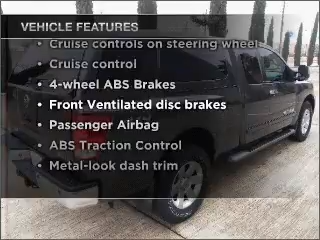 VEHICLE FEATURES
• Cruise controls on steering wheel
• Cruise control
• 4-wheel ABS Brakes
• Front Ventilated disc brakes
• Passenger Airbag
• ABS Traction Control
• Metal-look dash trim